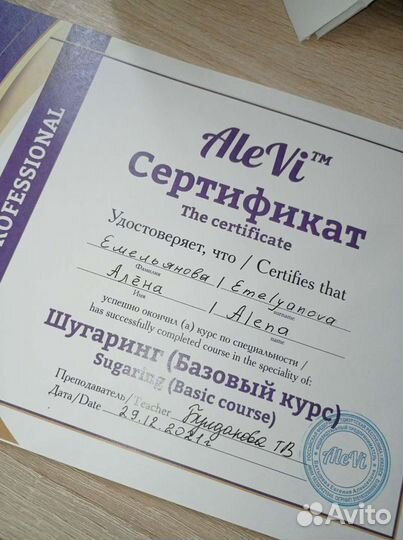 PROFESSIONAL
AleVi™
Сертификат
The certificate
Удостоверяет, что / Certifies that
Емельянова / Emelyanova
Фамилия surname
Алёна / Alena
Имя name
успешно окончил (а) курс по специальности /
has successfully completed course in the speciality of:
Шугаринг (Базовый курс)
Sugaring (Basic course)
Преподаватель/ Teacher ТВ
Дата/Date 29.12.2021г
AleVi
Avito